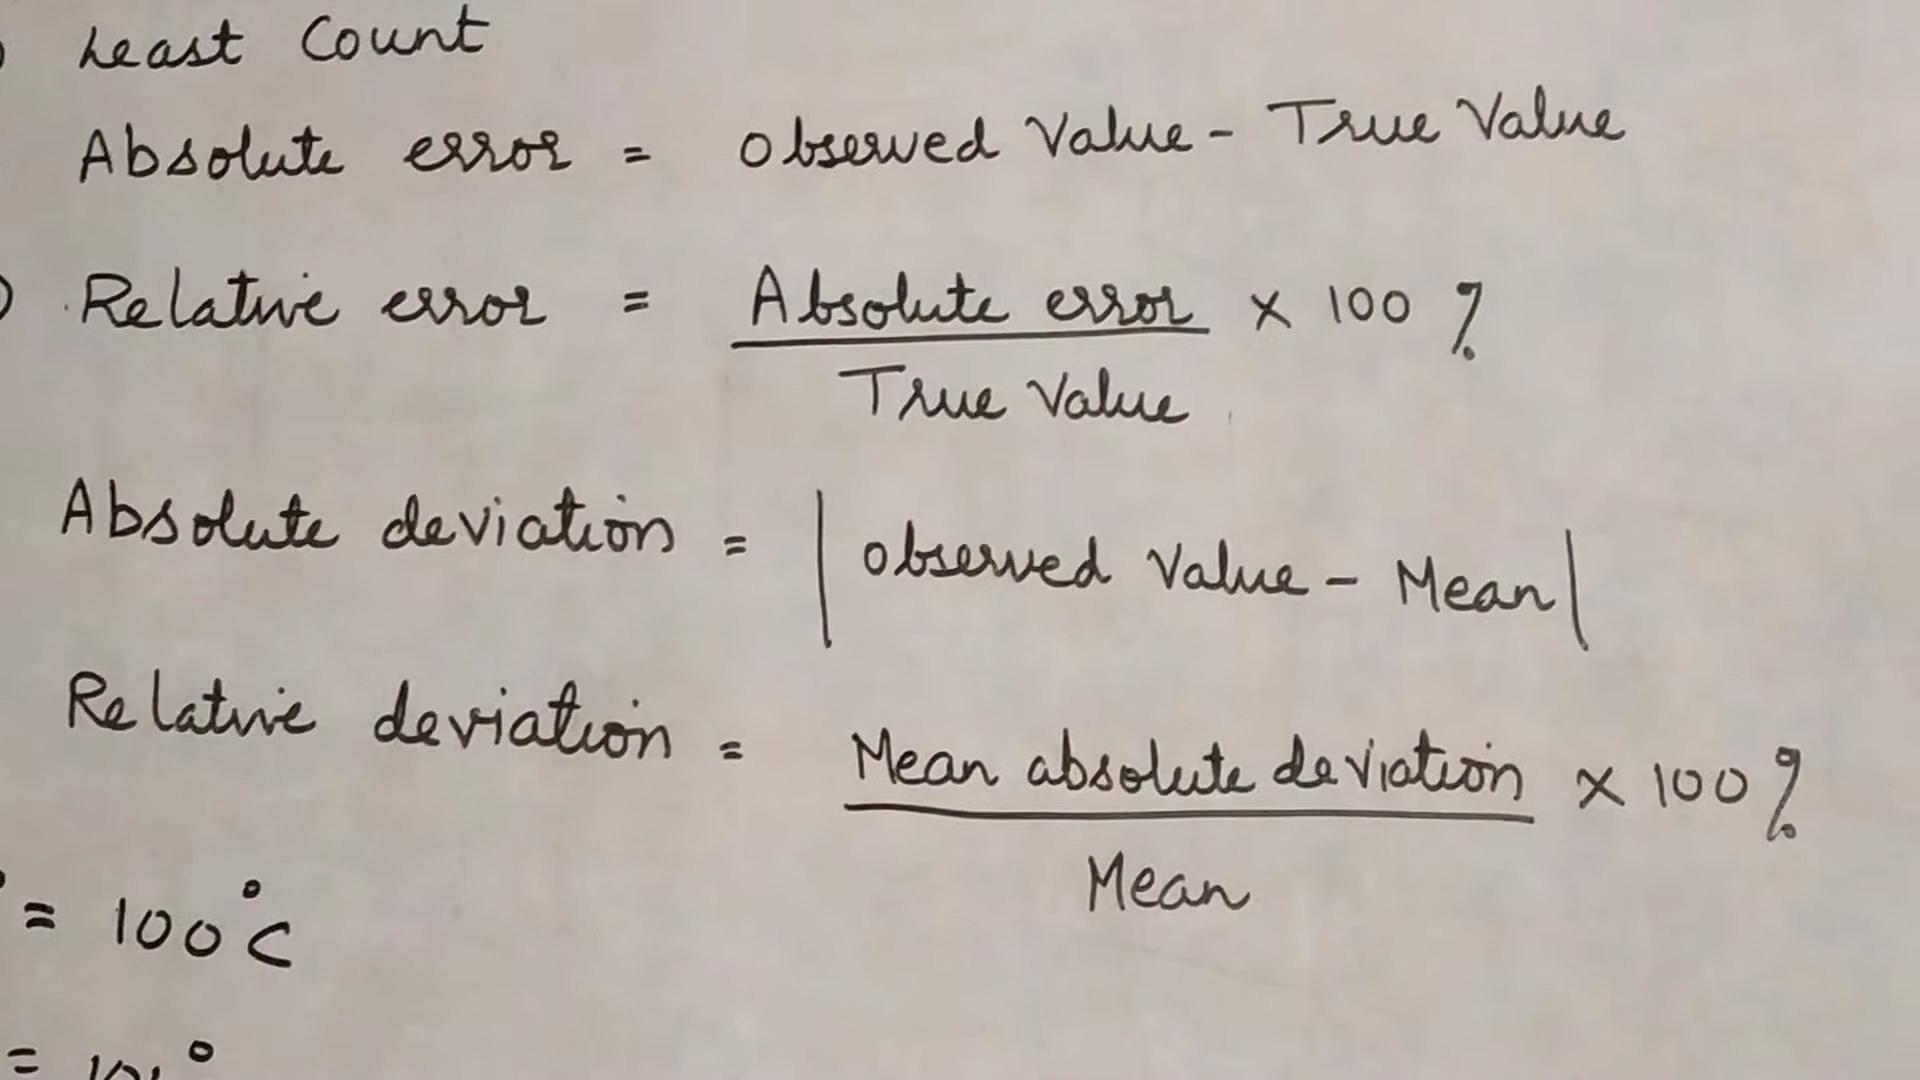 Least Count
Absolute error = Observed Value - True Value
Relative error = Absolute error × 100 %
True Value
Absolute deviation = | Observed Value - Mean |
Relative deviation = Mean absolute deviation × 100 %
Mean
= 100°C
=